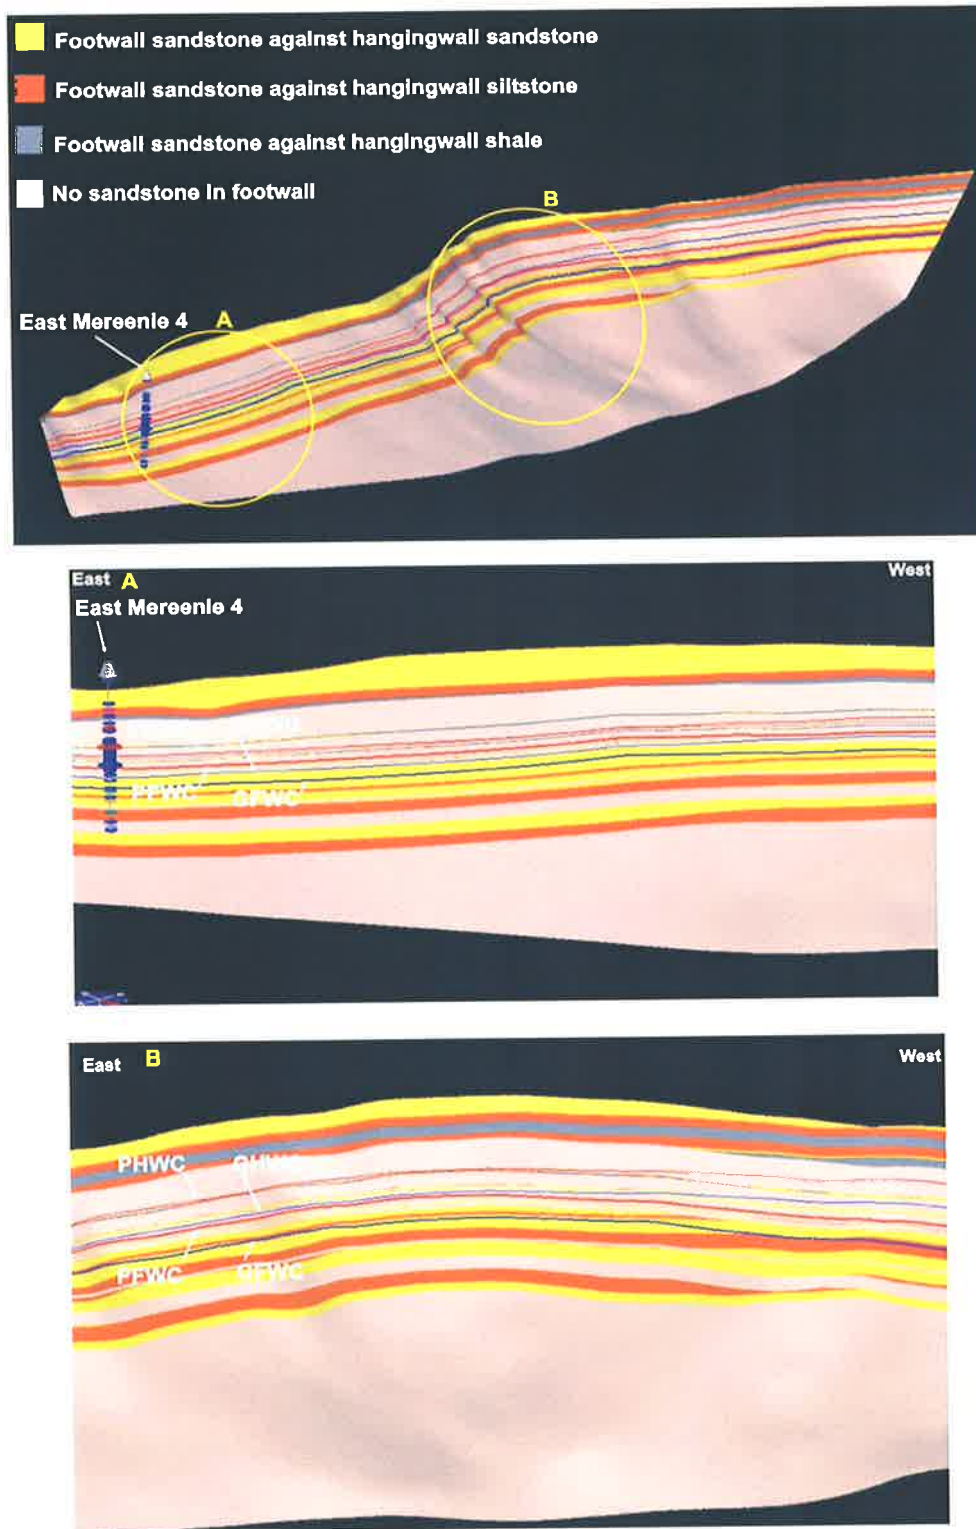 Footwall sandstone against hangingwall sandstone
Footwall sandstone against hangingwall siltstone
Footwall sandstone against hangingwall shale
No sandstone in footwall
B
East Mereenie 4
A
East A
West
East Mereenie 4
PFWC
GFWC
East
B
West
PHWC
GHWC
PFWC
GFWC